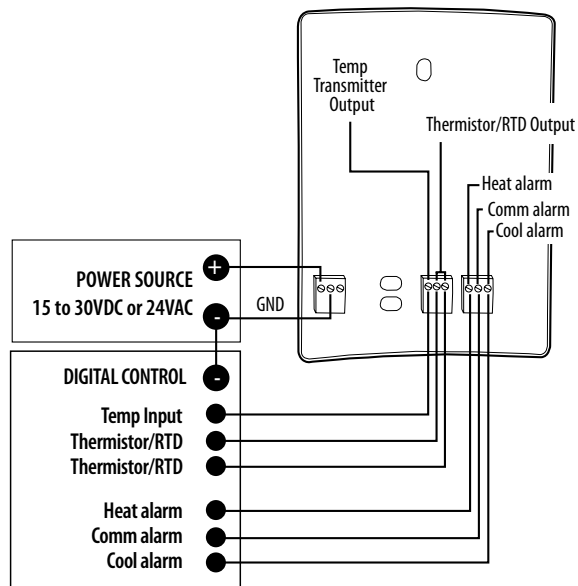 Temp
Transmitter
Output
Thermistor/RTD Output
Heat alarm
Comm alarm
Cool alarm
+
POWER SOURCE
15 to 30VDC or 24VAC
-
GND
DIGITAL CONTROL
-
Temp Input
Thermistor/RTD
Thermistor/RTD
Heat alarm
Comm alarm
Cool alarm